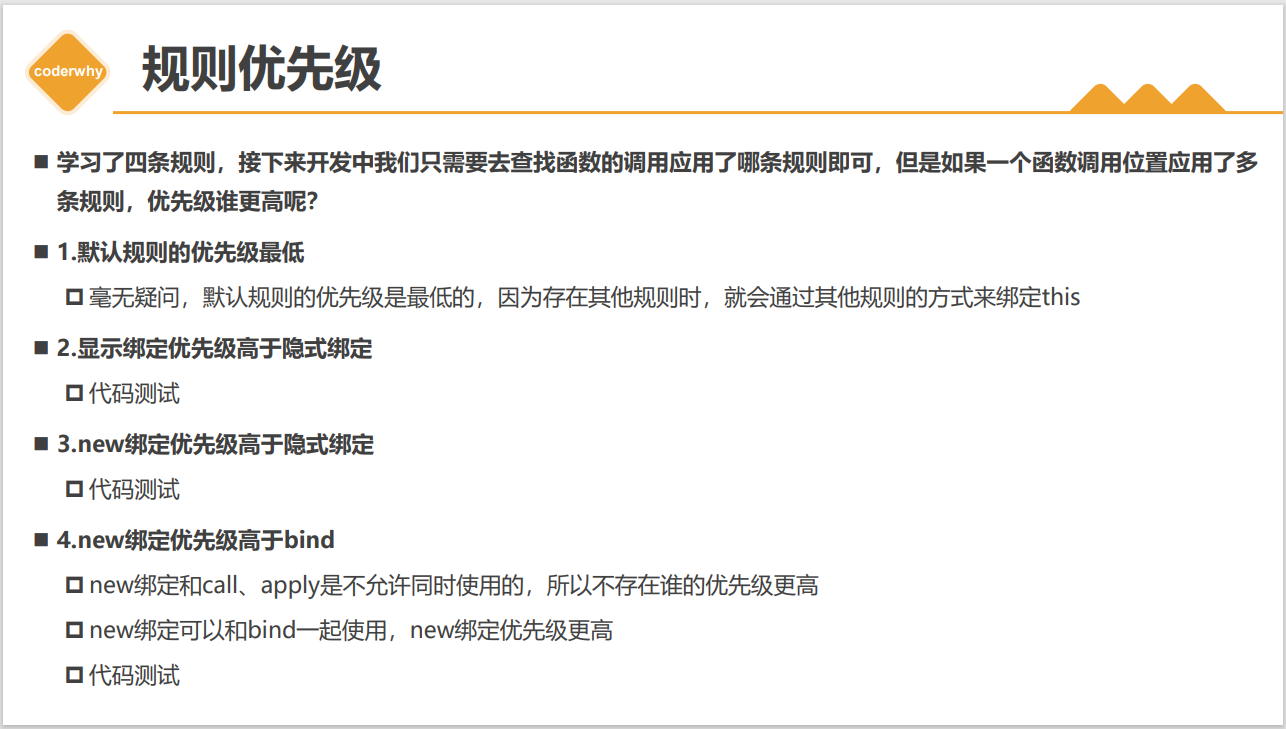 coderwhy
规则优先级
学习了四条规则，接下来开发中我们只需要去查找函数的调用应用了哪条规则即可，但是如果一个函数调用位置应用了多
条规则，优先级谁更高呢？
1.默认规则的优先级最低
毫无疑问，默认规则的优先级是最低的，因为存在其他规则时，就会通过其他规则的方式来绑定this
2.显示绑定优先级高于隐式绑定
代码测试
3.new绑定优先级高于隐式绑定
代码测试
4.new绑定优先级高于bind
new绑定和call、apply是不允许同时使用的，所以不存在谁的优先级更高
new绑定可以和bind一起使用，new绑定优先级更高
代码测试